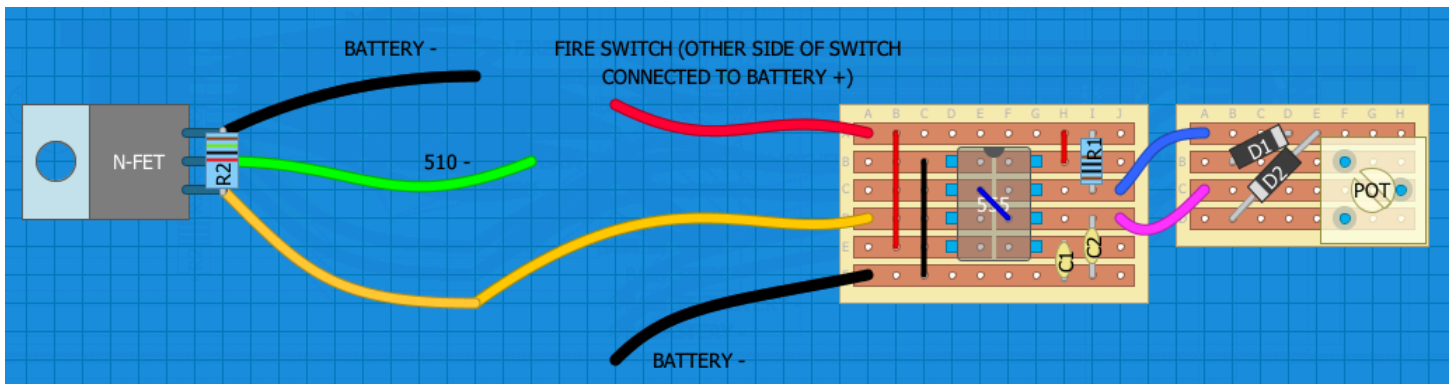 BATTERY -
FIRE SWITCH (OTHER SIDE OF SWITCH
CONNECTED TO BATTERY +)
N-FET
R2
510 -
BATTERY -
A B C D E F G H I J
A
B
C
D
E
F
555
R1
C1
C2
A B C D E F G H
A
B
C
D
D1
D2
POT